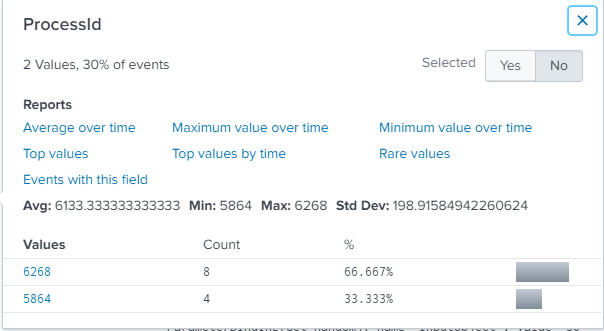 ProcessId
2 Values, 30% of events
Selected Yes No
Reports
Average over time Maximum value over time Minimum value over time
Top values Top values by time Rare values
Events with this field
Avg: 6133.333333333333 Min: 5864 Max: 6268 Std Dev: 198.91584942260624
Values Count %
6268 8 66.667%
5864 4 33.333%